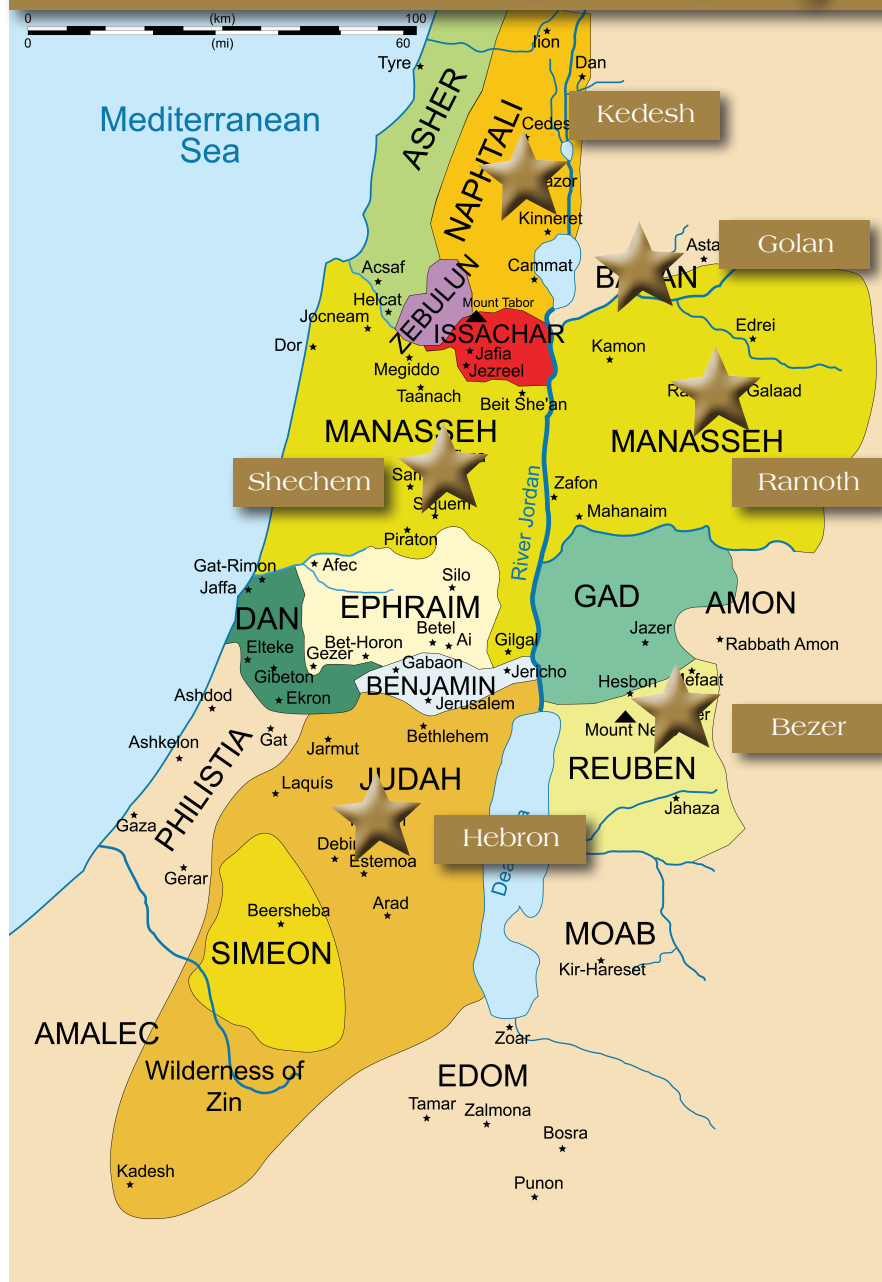 0 (km) 100
0 (mi) 60
Iion
Tyre
Dan
ASHER
Mediterranean
Sea
NAPHTALI
Kedesh
Kinneret
Golan
Acsaf
Cammat
ZEBULUN
Helcat
Mount Tabor
Jocneam
ISSACHAR
Edrei
Dor
Jafia
Kamon
Megiddo
Jezreel
Taanach
Beit She'an
Galaad
MANASSEH
MANASSEH
Shechem
Ramoth
Zafon
River Jordan
Mahanaim
Piraton
Gat-Rimon
Afec
Jaffa
Silo
DAN
EPHRAIM
GAD
AMON
Betel
Jazer
Elteke
Bet-Horon
Ai
Gilgal
Rabbath Amon
Gezer
Gabaon
Gibeton
Jericho
BENJAMIN
Hesbon
Ashdod
Ekron
Jerusalem
Bezer
Bethlehem
Ashkelon
Gat
Jarmut
PHILISTIA
JUDAH
REUBEN
Laquís
Jahaza
Gaza
Hebron
Estemoa
Gerar
Arad
Beersheba
MOAB
SIMEON
Kir-Hareset
AMALEC
Zoar
Wilderness of
Zin
EDOM
Tamar
Zalmona
Bosra
Kadesh
Punon